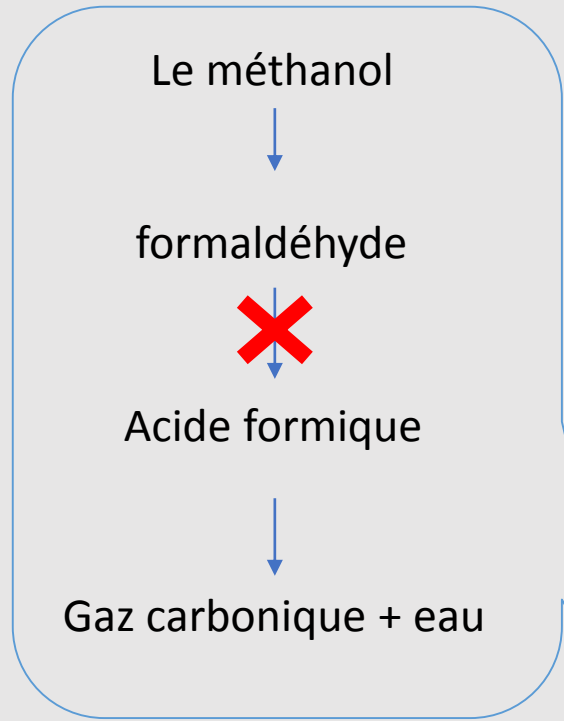 Le méthanol
formaldéhyde
Acide formique
Gaz carbonique + eau